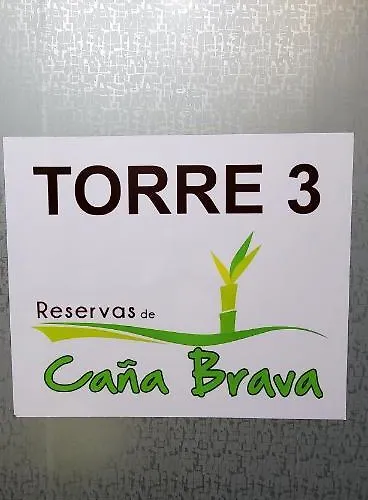 TORRE 3
Reservas de
Caña Brava